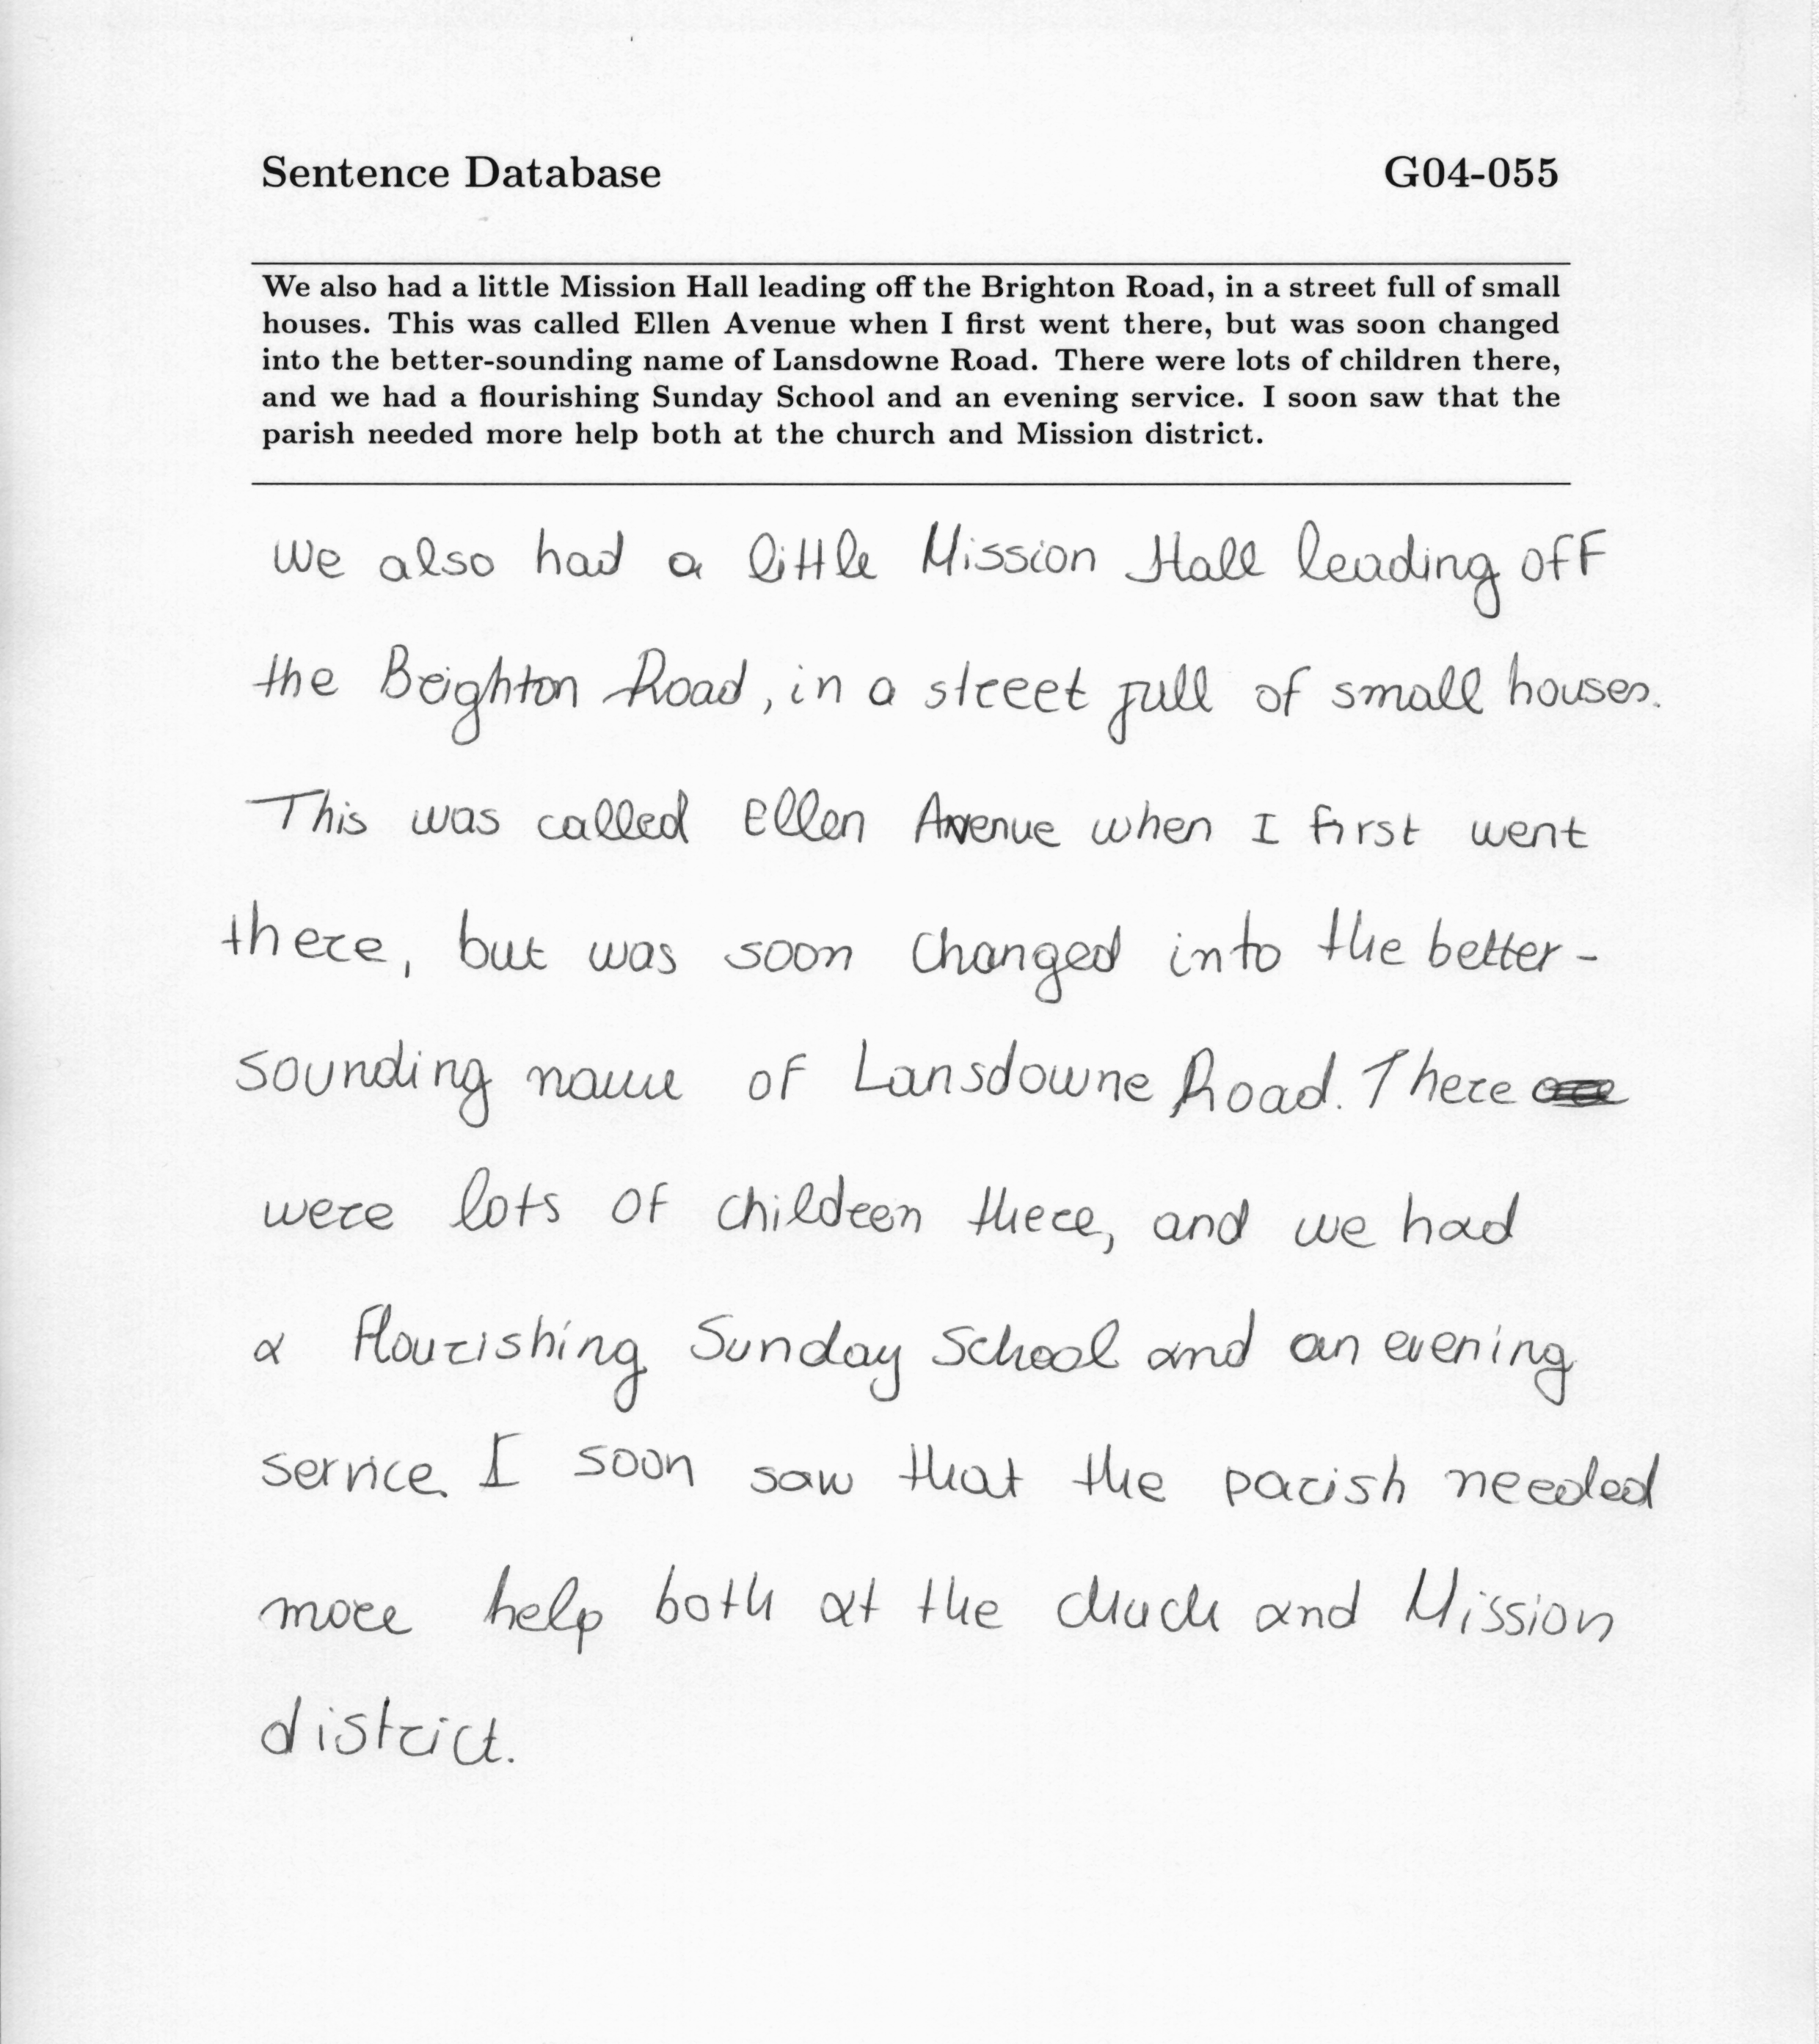 Sentence Database G04-055
We also had a little Mission Hall leading off the Brighton Road, in a street full of small
houses. This was called Ellen Avenue when I first went there, but was soon changed
into the better-sounding name of Lansdowne Road. There were lots of children there,
and we had a flourishing Sunday School and an evening service. I soon saw that the
parish needed more help both at the church and Mission district.
We also had a little Mission Hall leading off
the Brighton Road, in a street full of small houses.
This was called Ellen Avenue when I first went
there, but was soon changed into the better-
sounding name of Lansdowne Road. There
were lots of children there, and we had
a flourishing Sunday School and an evening
service. I soon saw that the parish needed
more help both at the chuch and Mission
district.